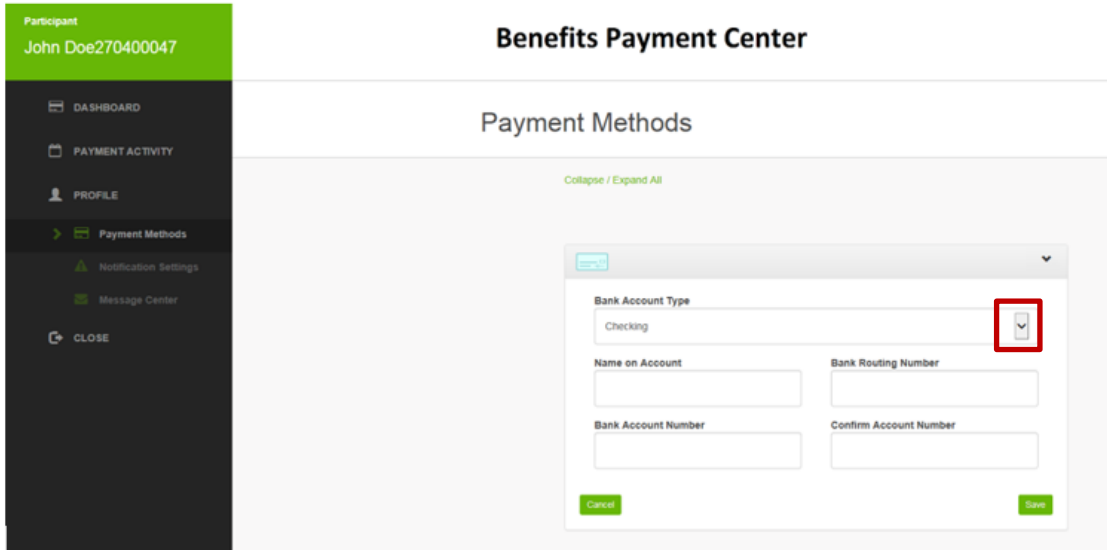 Participant
John Doe270400047
Benefits Payment Center
DASHBOARD
PAYMENT ACTIVITY
PROFILE
Payment Methods
Notification Settings
Message Center
CLOSE
Payment Methods
Collapse / Expand All
Bank Account Type
Checking
Name on Account
Bank Routing Number
Bank Account Number
Confirm Account Number
Cancel
Save